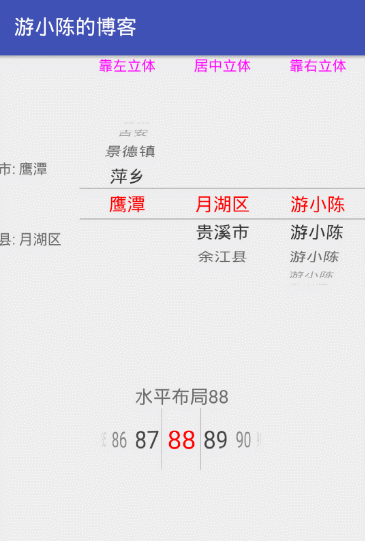 游小陈的博客
靠左立体 居中立体 靠右立体
吉安
景德镇
市: 鹰潭
萍乡
鹰潭 月湖区 游小陈
县: 月湖区
贵溪市 游小陈
余江县 游小陈
游小陈
水平布局88
86 87 88 89 90